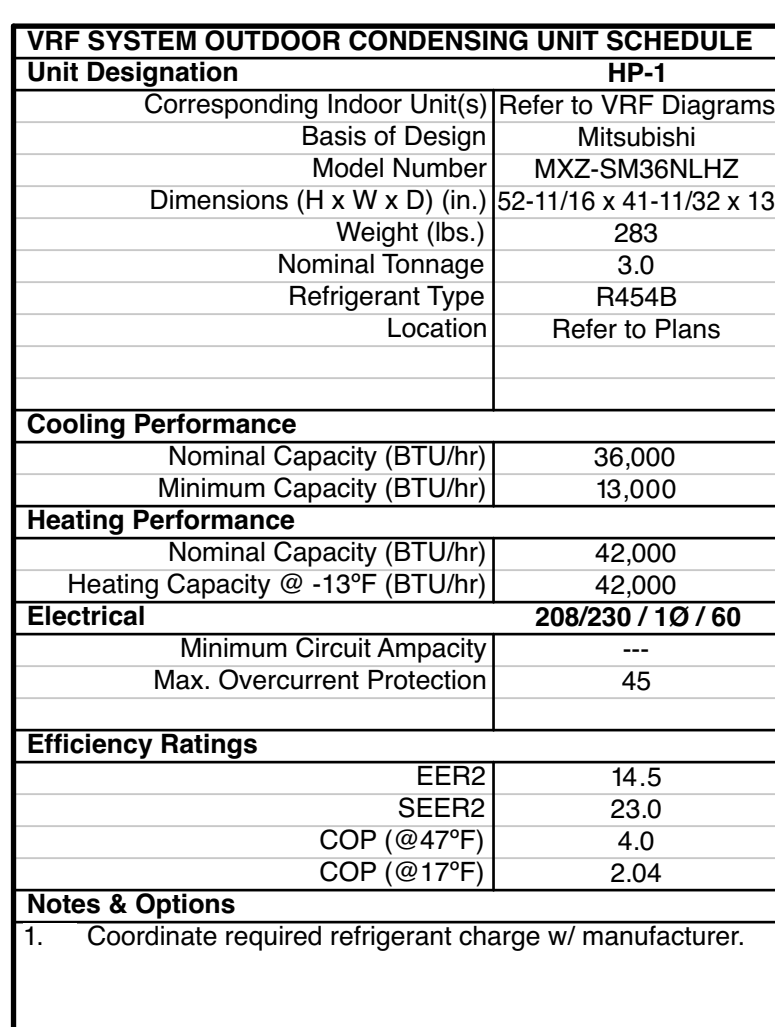 VRF SYSTEM OUTDOOR CONDENSING UNIT SCHEDULE
Unit Designation HP-1
Corresponding Indoor Unit(s) Refer to VRF Diagrams
Basis of Design Mitsubishi
Model Number MXZ-SM36NLHZ
Dimensions (H x W x D) (in.) 52-11/16 x 41-11/32 x 13
Weight (lbs.) 283
Nominal Tonnage 3.0
Refrigerant Type R454B
Location Refer to Plans
Cooling Performance
Nominal Capacity (BTU/hr) 36,000
Minimum Capacity (BTU/hr) 13,000
Heating Performance
Nominal Capacity (BTU/hr) 42,000
Heating Capacity @ -13ºF (BTU/hr) 42,000
Electrical 208/230 / 1Ø / 60
Minimum Circuit Ampacity ---
Max. Overcurrent Protection 45
Efficiency Ratings
EER2 14.5
SEER2 23.0
COP (@47ºF) 4.0
COP (@17ºF) 2.04
Notes & Options
1. Coordinate required refrigerant charge w/ manufacturer.